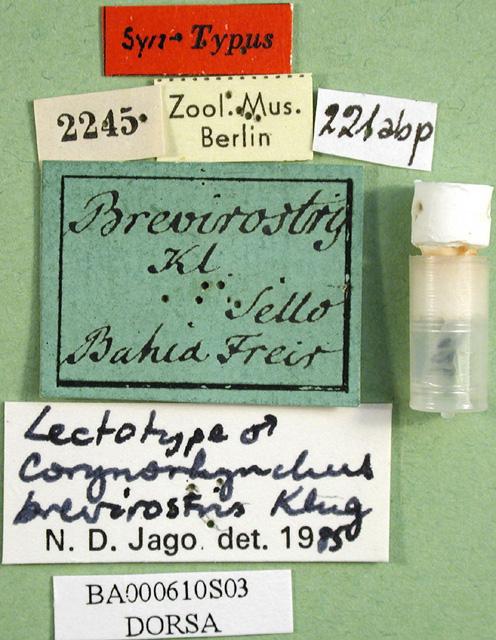 Syn- Typus
2245.
Zool. Mus.
Berlin
221abp
Brevirostris
Kl
Sello
Bahia Freir
Lectotype ♂
Corynorhynchus
brevirostris Klug
N. D. Jago det. 1985
BA000610S03
DORSA